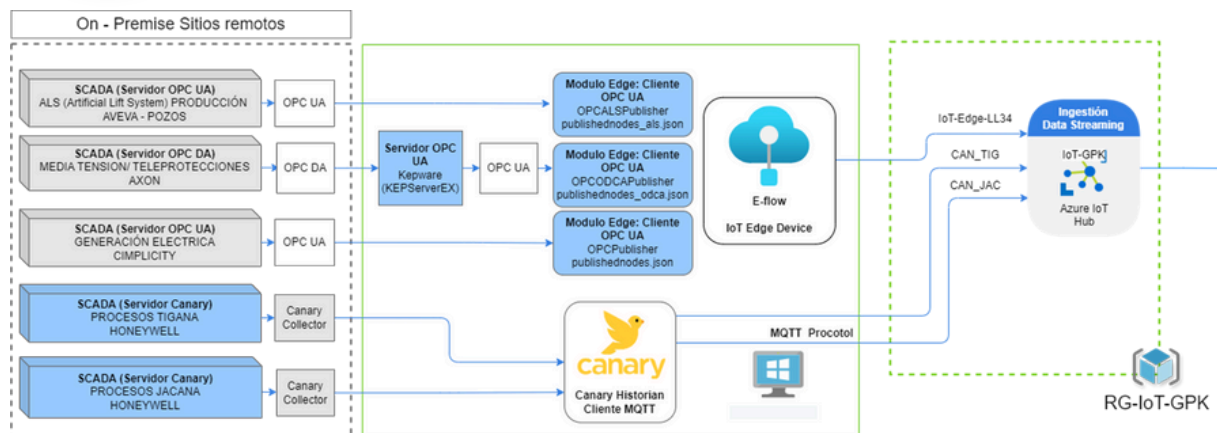 On - Premise Sitios remotos
SCADA (Servidor OPC UA)
ALS (Artificial Lift System) PRODUCCIÓN
AVEVA - POZOS
OPC UA
Modulo Edge: Cliente
OPC UA
OPCALSPublisher
publishednodes_als.json
SCADA (Servidor OPC DA)
MEDIA TENSION/ TELEPROTECCIONES
AXON
OPC DA
Servidor OPC
UA
Kepware
(KEPServerEX)
OPC UA
Modulo Edge: Cliente
OPC UA
OPCODCAPublisher
publishednodes_odca.json
SCADA (Servidor OPC UA)
GENERACIÓN ELECTRICA
CIMPLICITY
OPC UA
Modulo Edge: Cliente
OPC UA
OPCPublisher
publishednodes.json
E-flow
IoT Edge Device
IoT-Edge-LL34
CAN_TIG
CAN_JAC
Ingestión
Data Streaming
IoT-GPK
Azure IoT
Hub
SCADA (Servidor Canary)
PROCESOS TIGANA
HONEYWELL
Canary
Collector
SCADA (Servidor Canary)
PROCESOS JACANA
HONEYWELL
Canary
Collector
canary
Canary Historian
Cliente MQTT
MQTT Procotol
RG-IoT-GPK